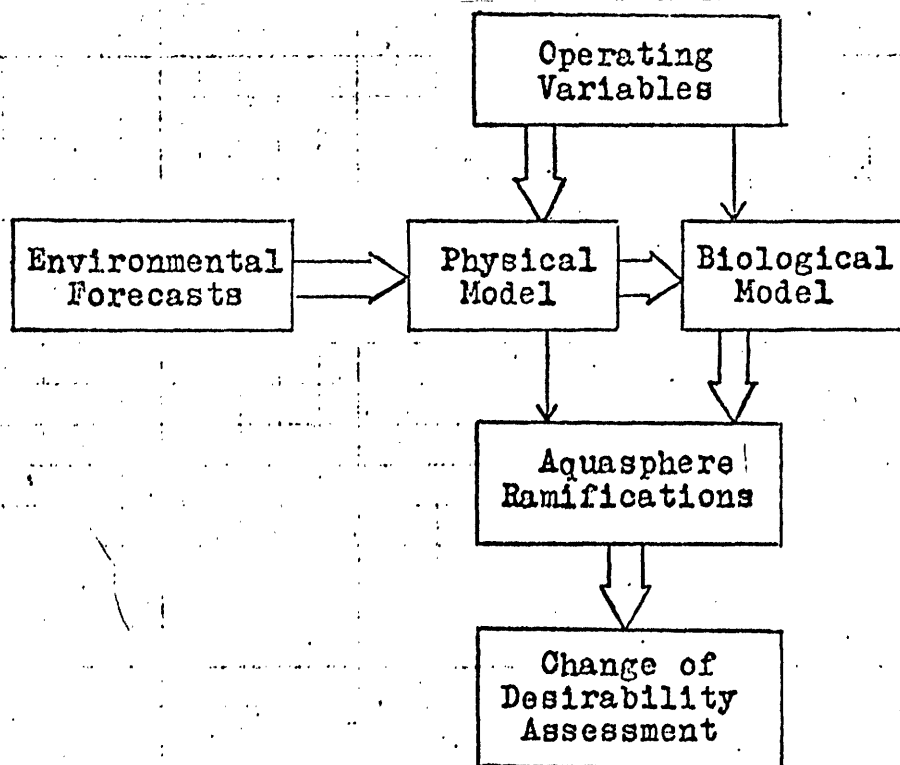 Operating
Variables
Environmental
Forecasts
Physical
Model
Biological
Model
Aquasphere
Ramifications
Change of
Desirability
Assessment